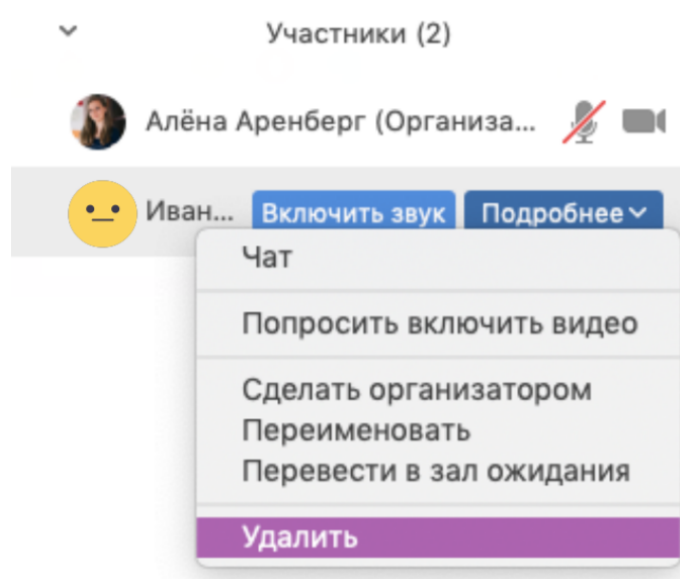 Участники (2)
Алёна Аренберг (Организа...
Иван... Включить звук Подробнее
Чат
Попросить включить видео
Сделать организатором
Переименовать
Перевести в зал ожидания
Удалить